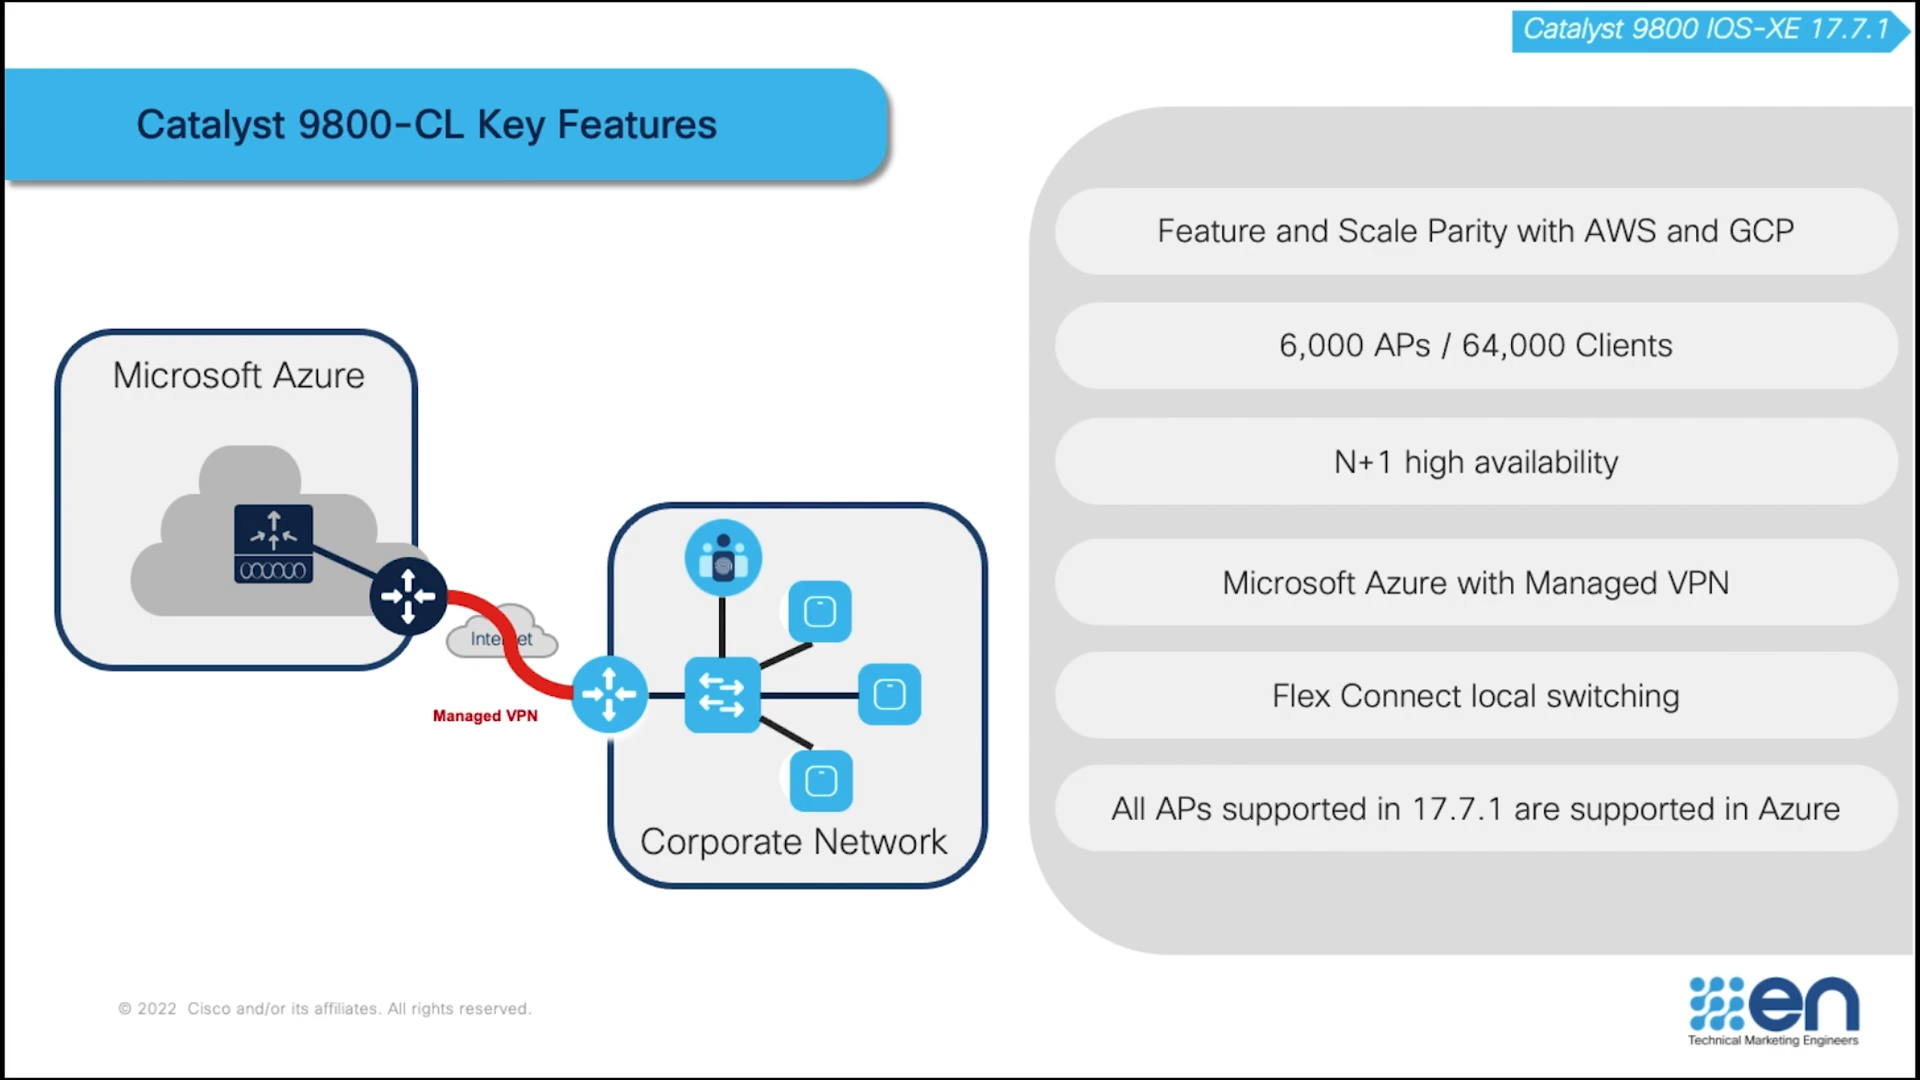 Catalyst 9800 IOS-XE 17.7.1
Catalyst 9800-CL Key Features
Microsoft Azure
Internet
Managed VPN
Corporate Network
Feature and Scale Parity with AWS and GCP
6,000 APs / 64,000 Clients
N+1 high availability
Microsoft Azure with Managed VPN
Flex Connect local switching
All APs supported in 17.7.1 are supported in Azure
© 2022 Cisco and/or its affiliates. All rights reserved.
en
Technical Marketing Engineers